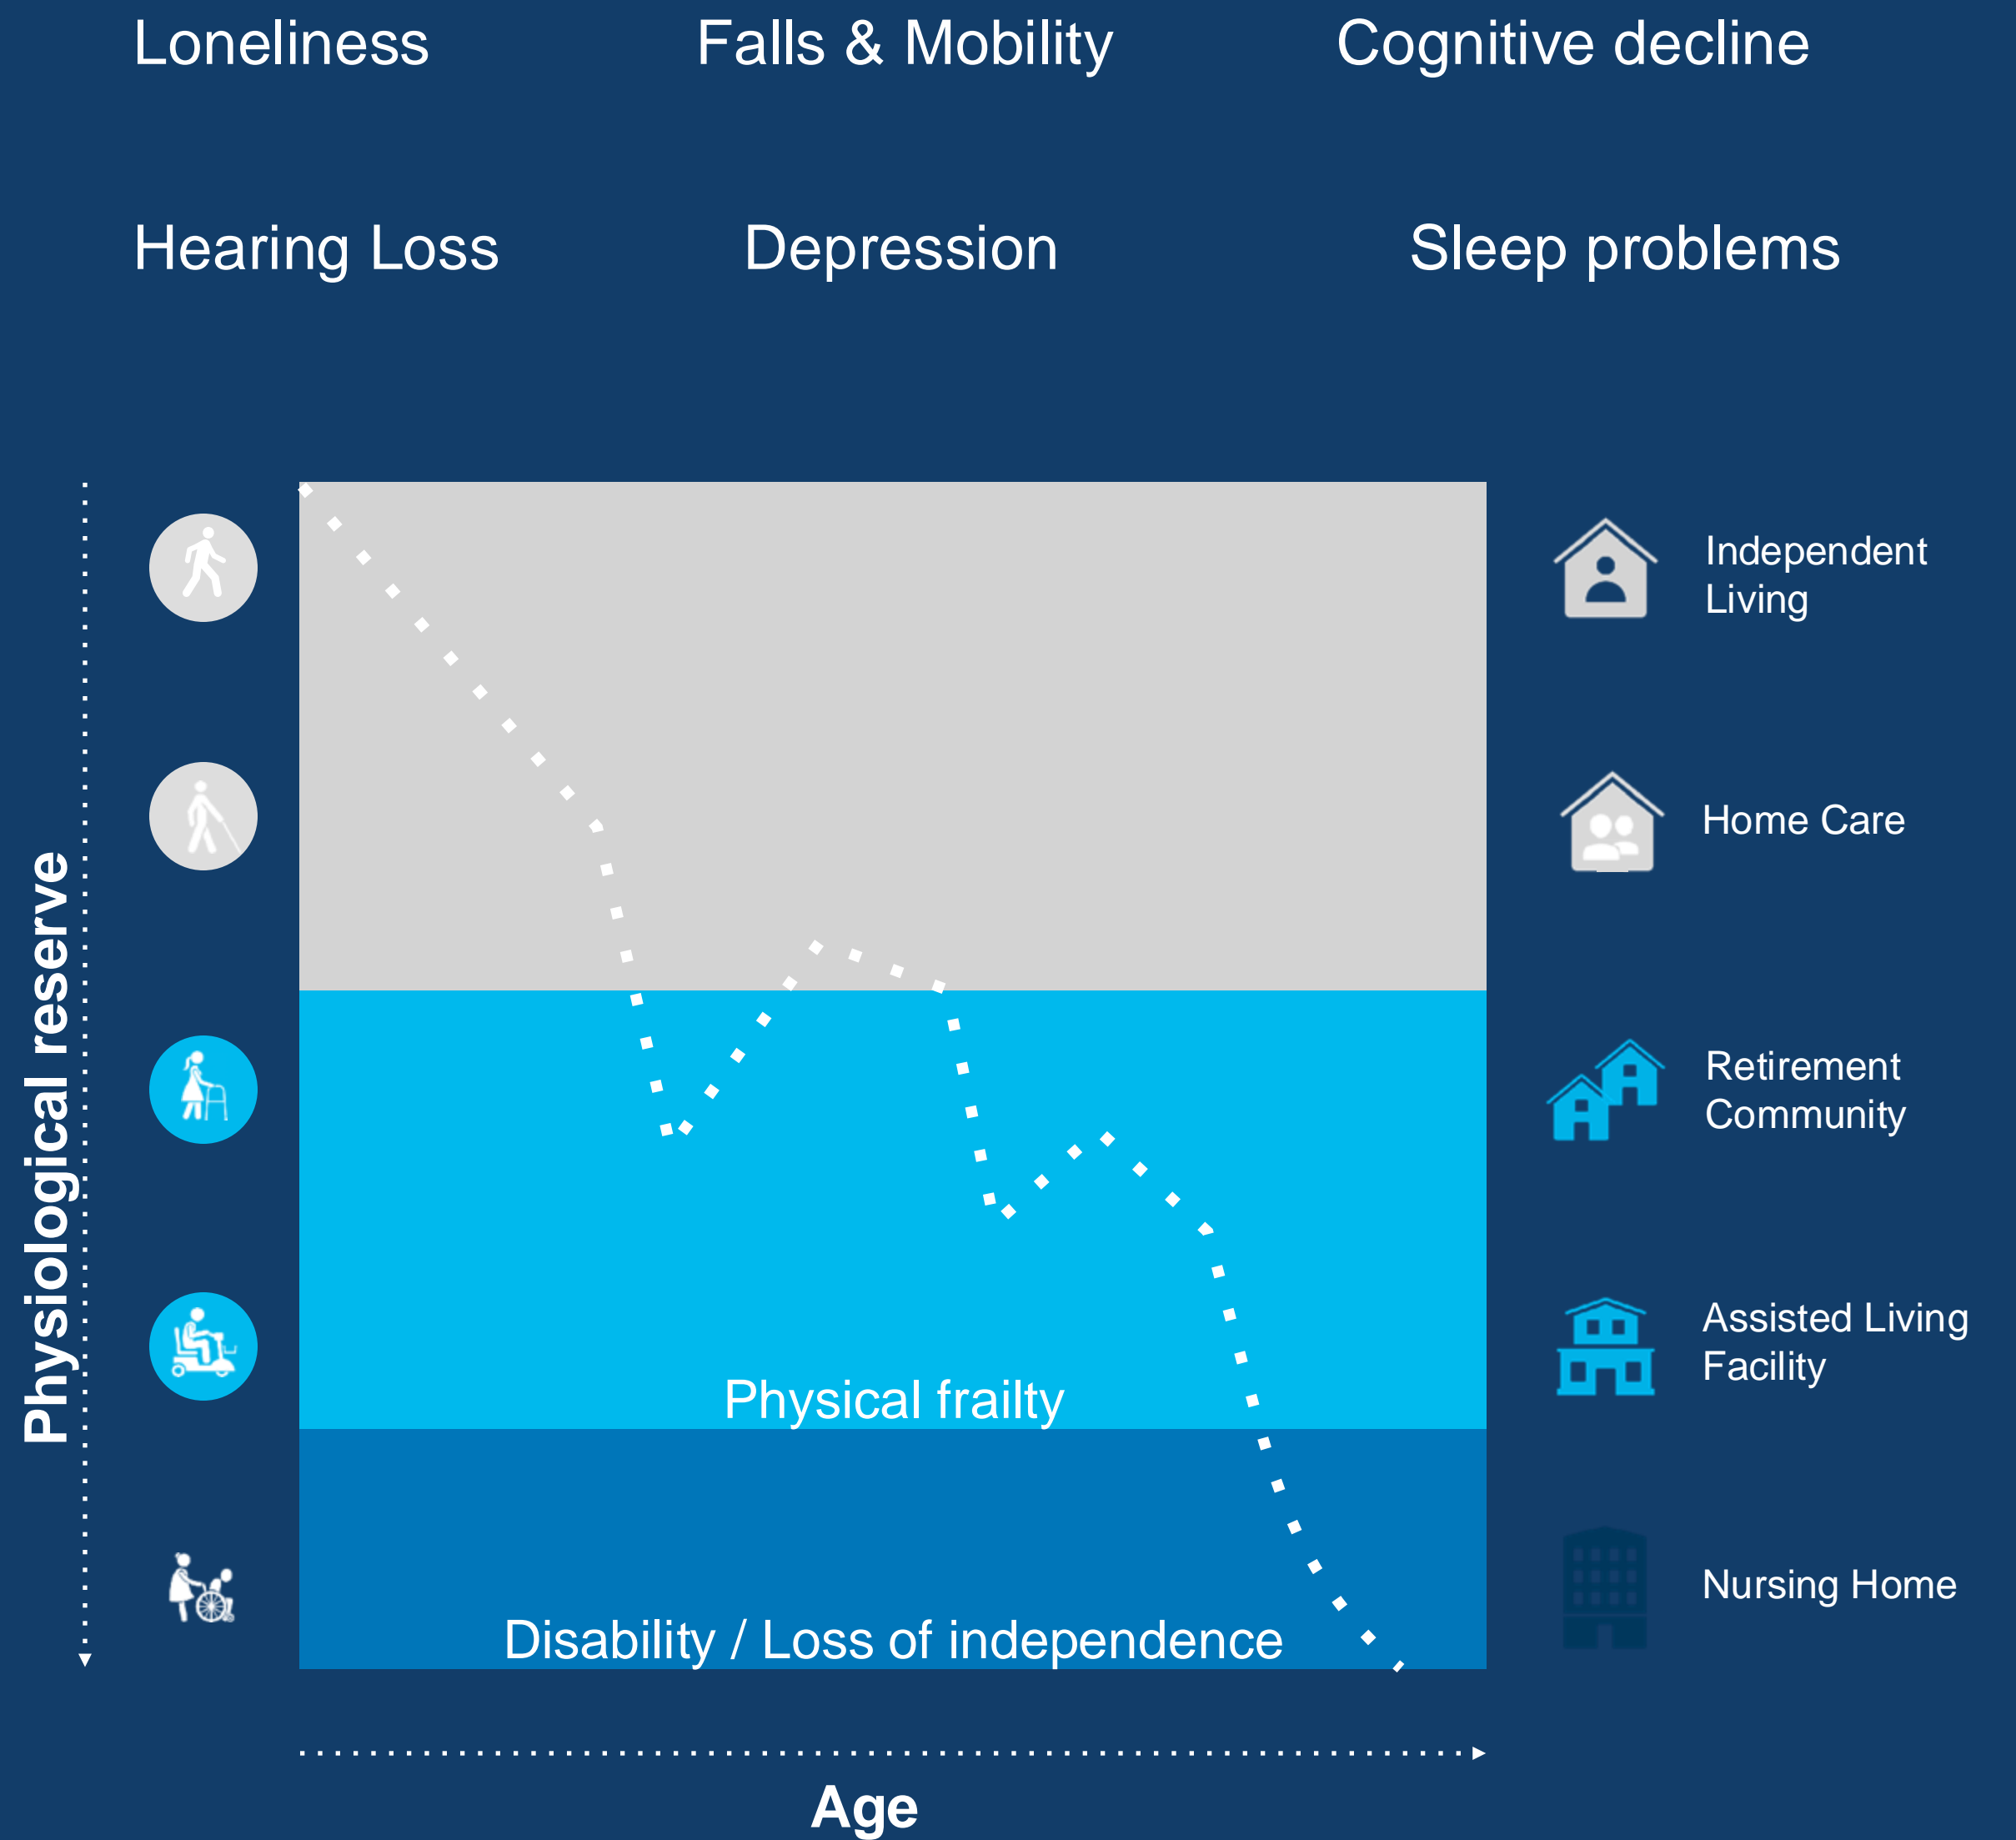 Loneliness
Falls & Mobility
Cognitive decline
Hearing Loss
Depression
Sleep problems
Physiological reserve
Independent
Living
Home Care
Retirement
Community
Assisted Living
Facility
Physical frailty
Nursing Home
Disability / Loss of independence
Age